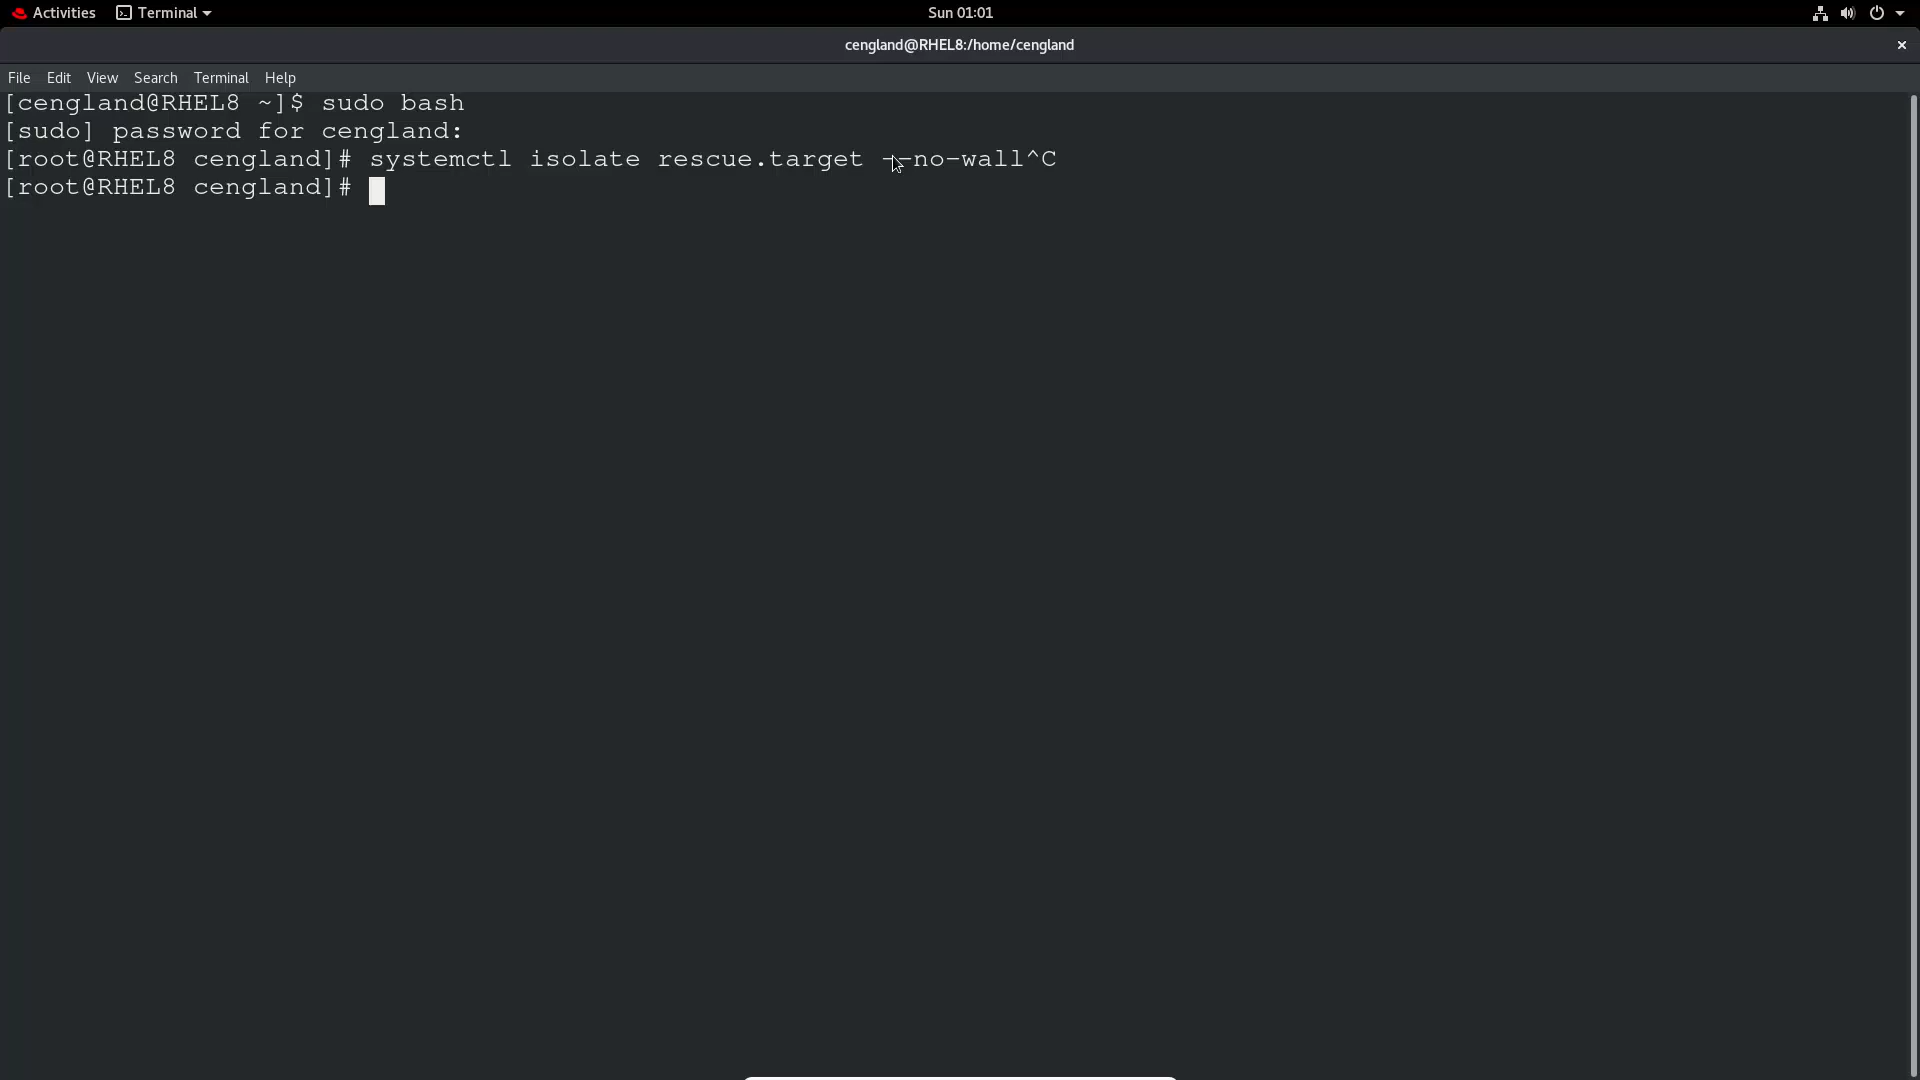 Activities Terminal Sun 01:01
cengland@RHEL8:/home/cengland
File Edit View Search Terminal Help
[cengland@RHEL8 ~]$ sudo bash
[sudo] password for cengland:
[root@RHEL8 cengland]# systemctl isolate rescue.target --no-wall^C
[root@RHEL8 cengland]#